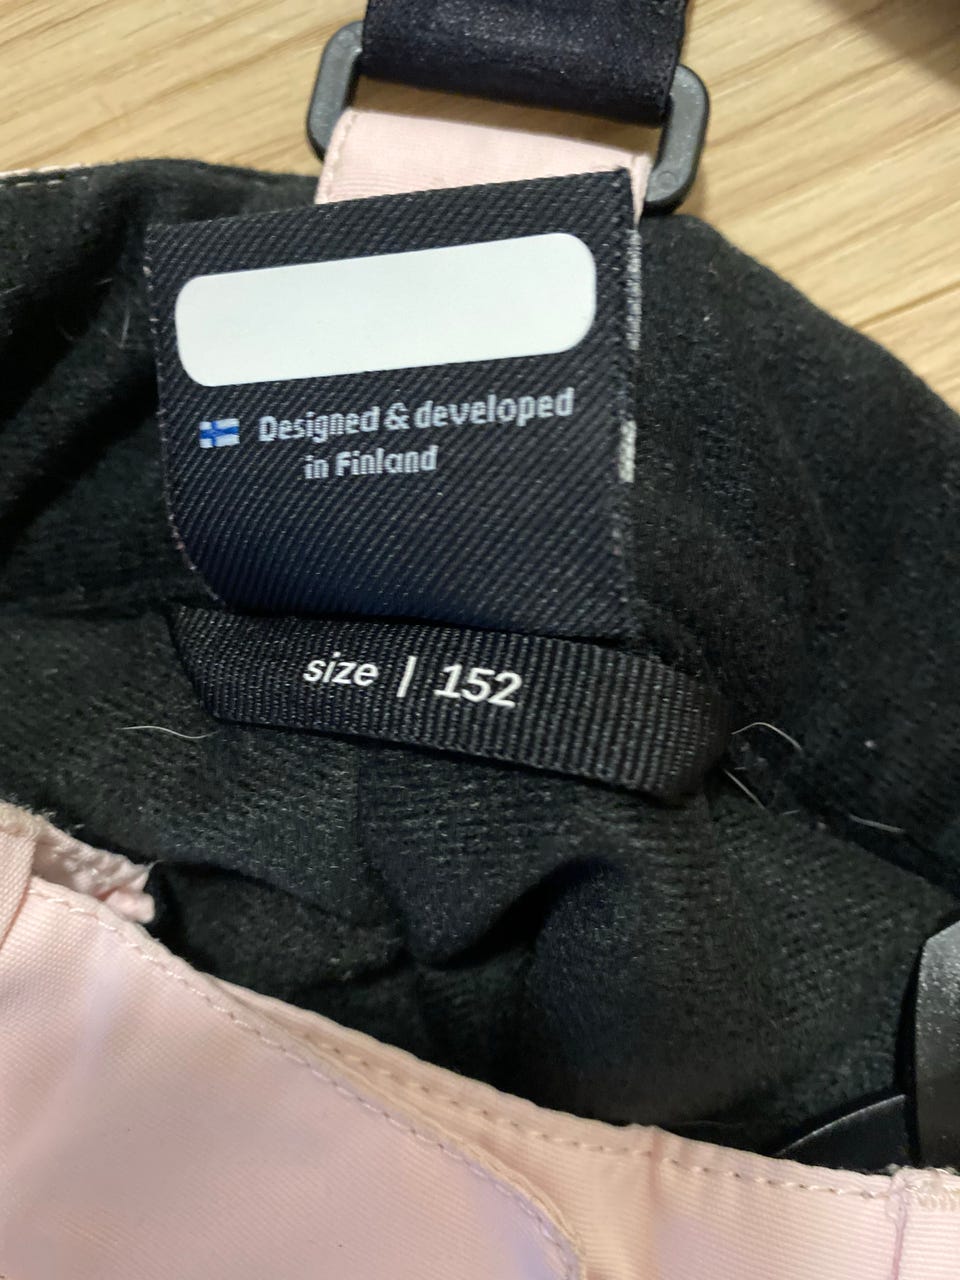 Designed & developed
in Finland
size | 152